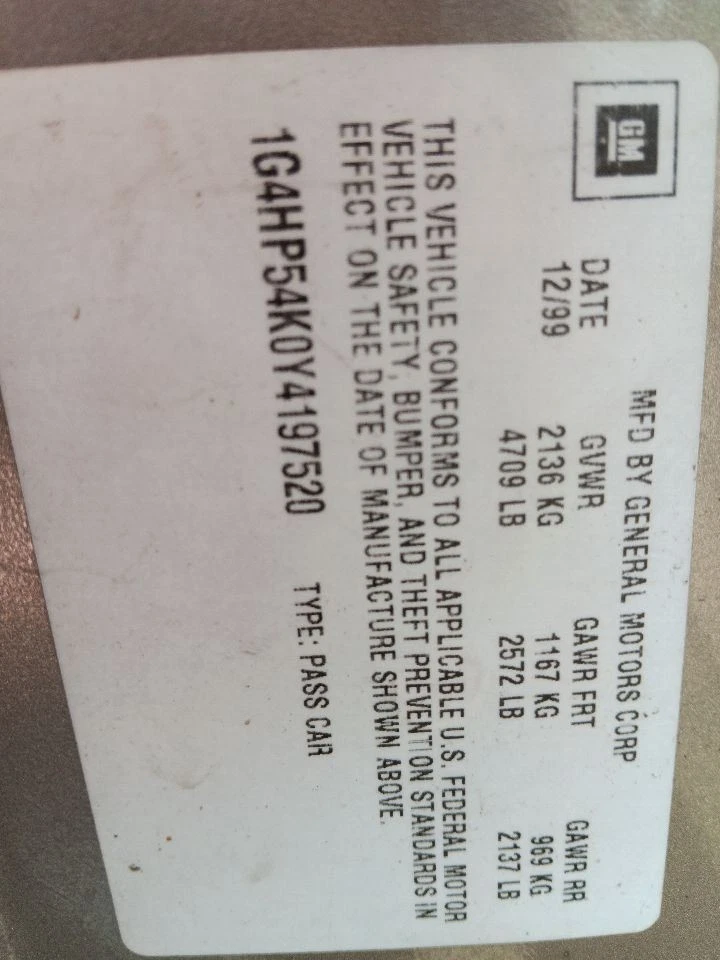 GM
MFD BY GENERAL MOTORS CORP
DATE GVWR GAWR FRT GAWR RR
12/99 2136 KG 1167 KG 969 KG
4709 LB 2572 LB 2137 LB
THIS VEHICLE CONFORMS TO ALL APPLICABLE U.S. FEDERAL MOTOR
VEHICLE SAFETY, BUMPER, AND THEFT PREVENTION STANDARDS IN
EFFECT ON THE DATE OF MANUFACTURE SHOWN ABOVE.
1G4HP54K0Y4197520 TYPE: PASS CAR